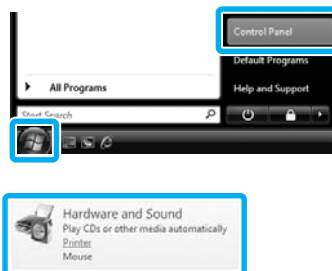 Control Panel
Default Programs
All Programs
Help and Support
Start Search
Hardware and Sound
Play CDs or other media automatically
Printer
Mouse